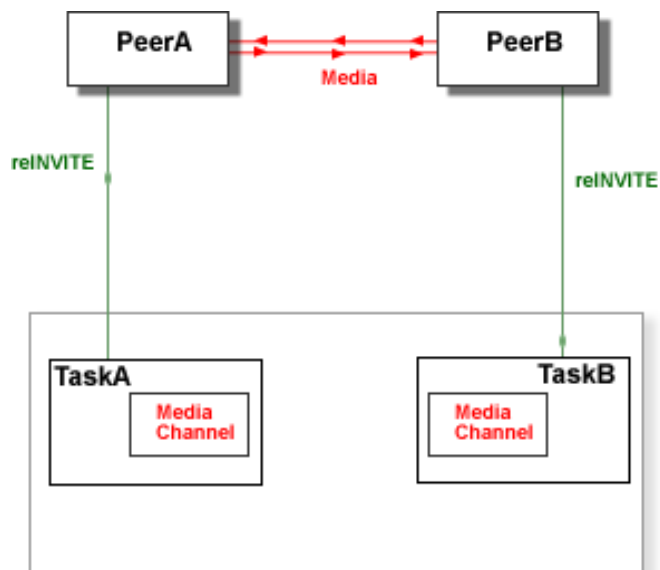 PeerA
PeerB
Media
reINVITE
reINVITE
TaskA
TaskB
Media
Channel
Media
Channel